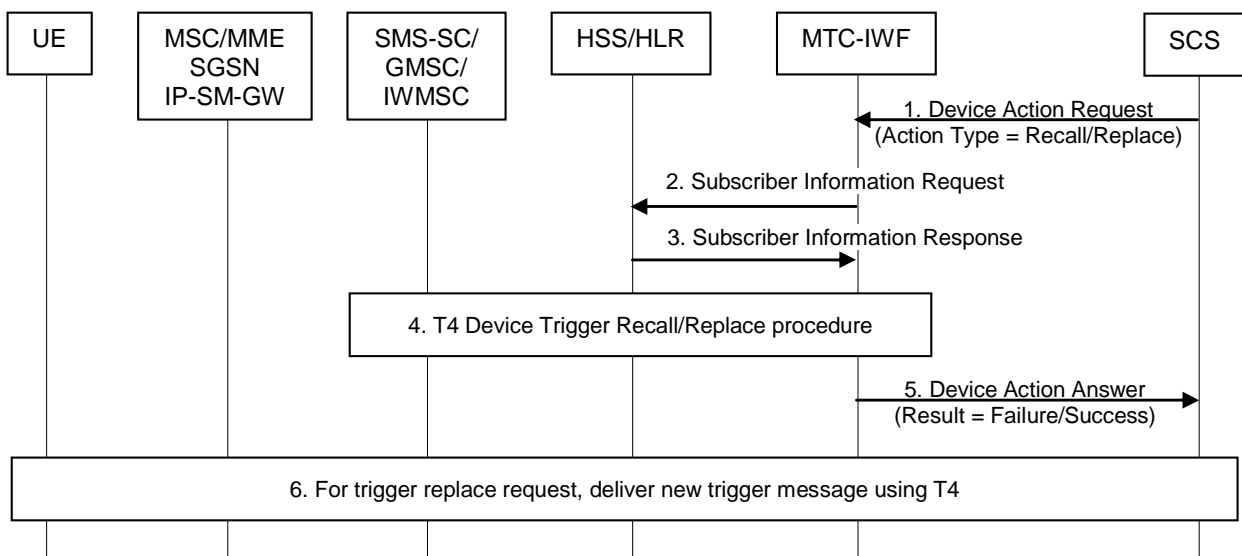 UE
MSC/MME
SGSN
IP-SM-GW
SMS-SC/
GMSC/
IWMSC
HSS/HLR
MTC-IWF
SCS
1. Device Action Request
(Action Type = Recall/Replace)
2. Subscriber Information Request
3. Subscriber Information Response
4. T4 Device Trigger Recall/Replace procedure
5. Device Action Answer
(Result = Failure/Success)
6. For trigger replace request, deliver new trigger message using T4